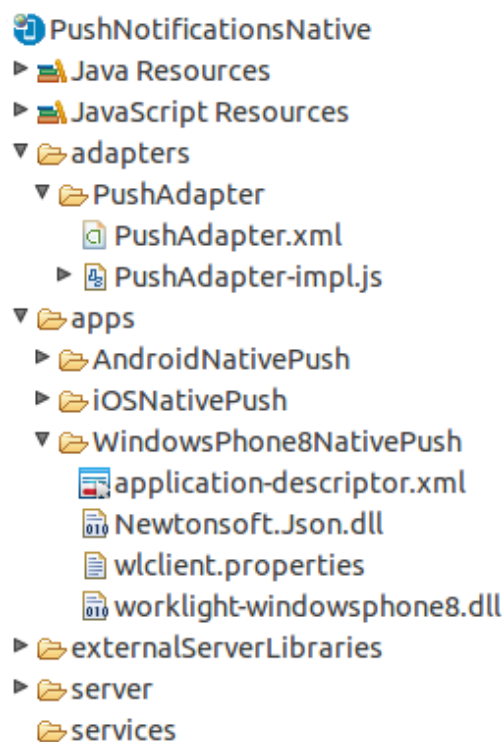 PushNotificationsNative
Java Resources
JavaScript Resources
adapters
PushAdapter
PushAdapter.xml
PushAdapter-impl.js
apps
AndroidNativePush
iOSNativePush
WindowsPhone8NativePush
application-descriptor.xml
Newtonsoft.Json.dll
wlclient.properties
worklight-windowsphone8.dll
externalServerLibraries
server
services